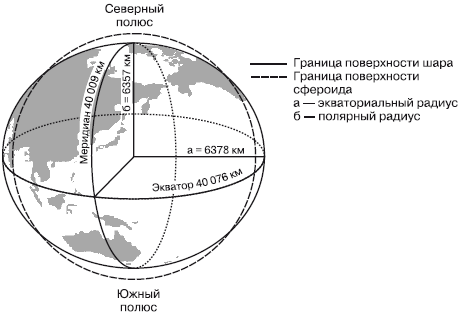 Северный
полюс
Меридиан 40 009 км
б = 6357 км
а = 6378 км
Экватор 40 076 км
Южный
полюс
Граница поверхности шара
Граница поверхности
сфероида
а — экваториальный радиус
б — полярный радиус